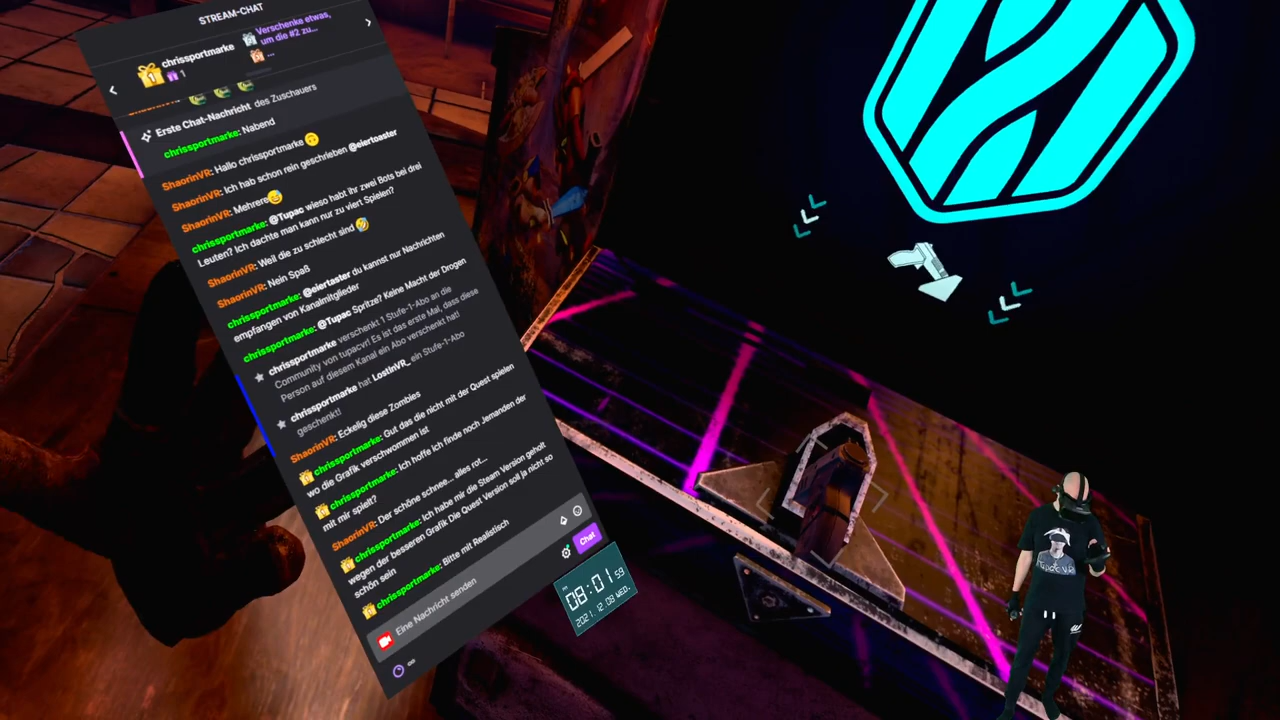 STREAM-CHAT
chrissportmarke
1
1
Verschenke etwas,
um die #2 zu...
...
Erste Chat-Nachricht des Zuschauers
chrissportmarke: Nabend
ShaorinVR: Hallo chrissportmarke 🙃
ShaorinVR: Ich hab schon rein geschrieben @eiertoaster
ShaorinVR: Mehrere😅
chrissportmarke: @Tupac wieso habt ihr zwei Bots bei drei
Leuten? Ich dachte man kann nur zu viert Spielen?
ShaorinVR: Weil die zu schlecht sind 🤣
ShaorinVR: Nein Spaß
chrissportmarke: @eiertaster du kannst nur Nachrichten
empfangen von Kanalmitglieder
chrissportmarke: @Tupac Spritze? Keine Macht der Drogen
chrissportmarke verschenkt 1 Stufe-1-Abo an die
Community von tupacvr! Es ist das erste Mal, dass diese
Person auf diesem Kanal ein Abo verschenkt hat!
chrissportmarke hat LostInVR_ ein Stufe-1-Abo
geschenkt!
ShaorinVR: Eckelig diese Zombies
chrissportmarke: Gut das die nicht mit der Quest spielen
wo die Grafik verschwommen ist
chrissportmarke: Ich hoffe ich finde noch Jemanden der
mit mir spielt?
ShaorinVR: Der schöne schnee... alles rot...
chrissportmarke: Ich habe mir die Steam Version geholt
wegen der besseren Grafik Die Quest Version soll ja nicht so
schön sein
chrissportmarke: Bitte mit Realistisch
Eine Nachricht senden
Chat
08:01 59
2021.12.08 WED.